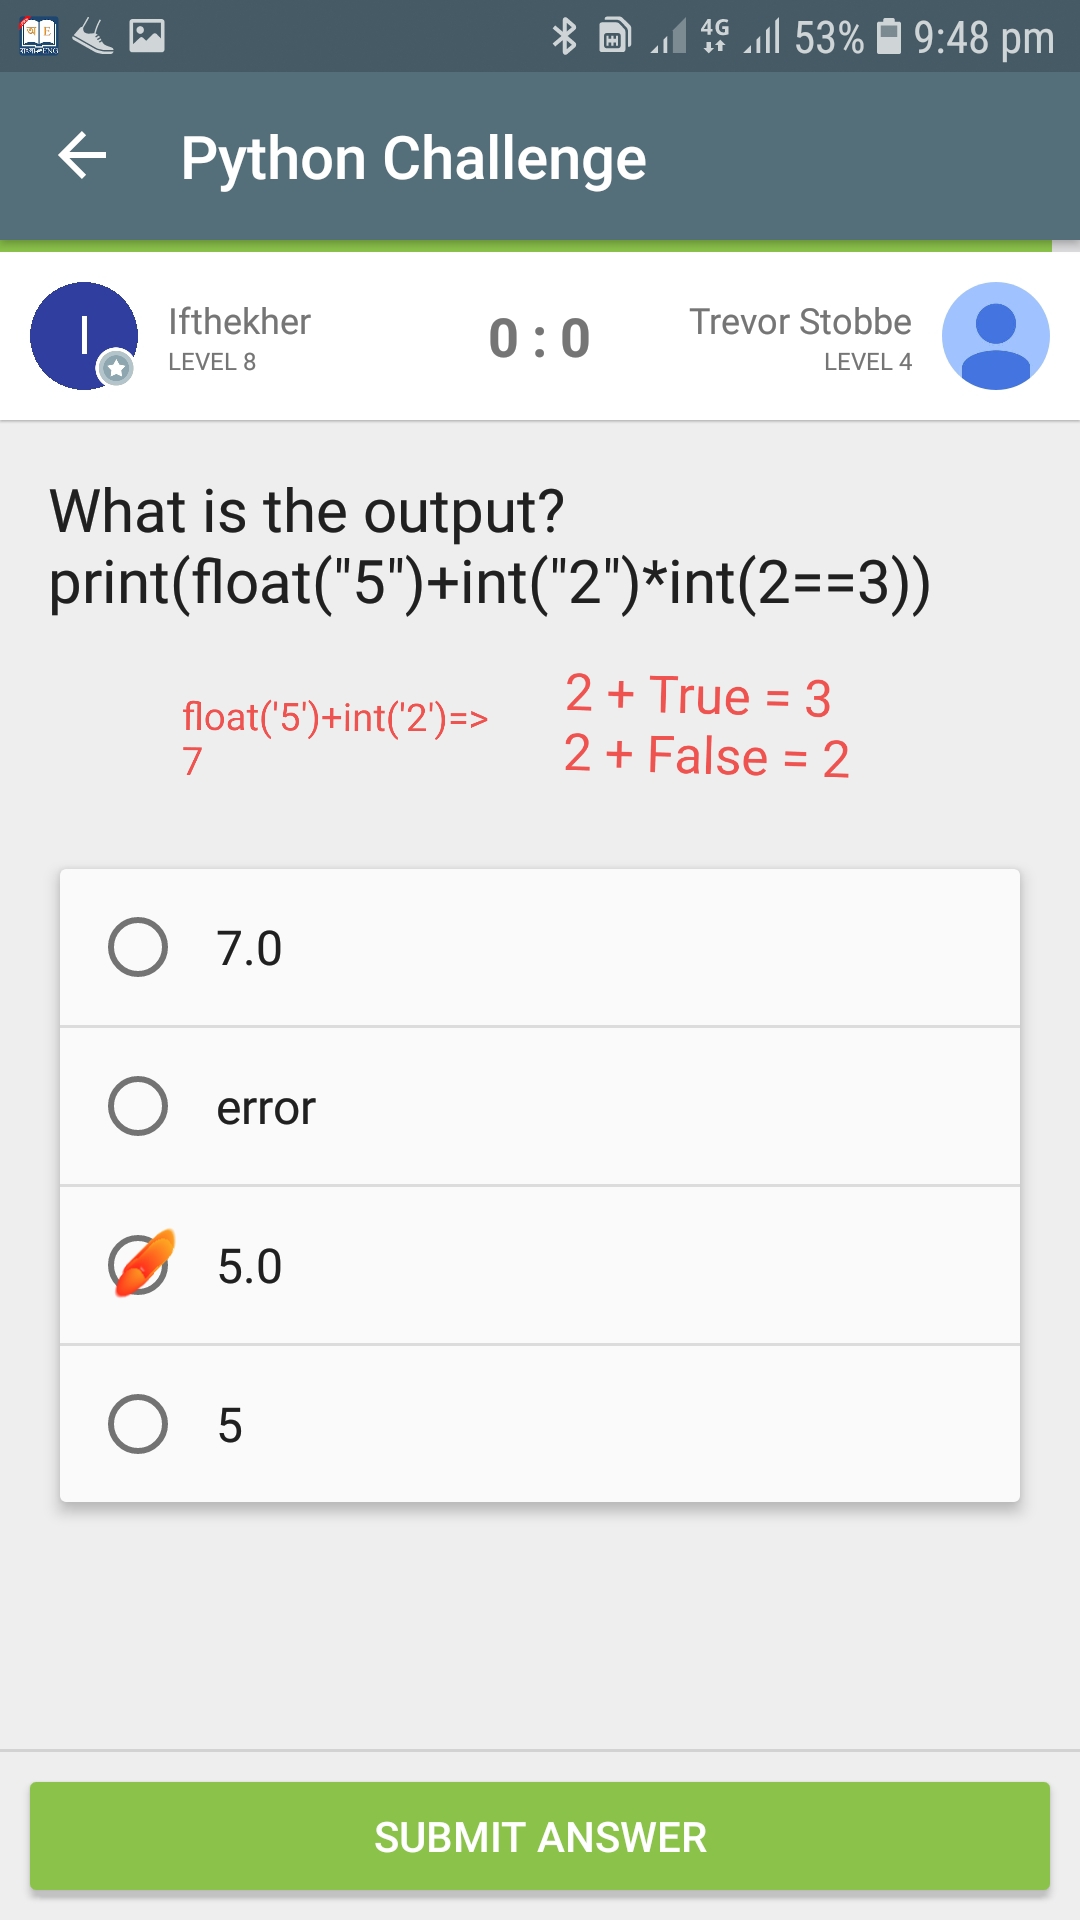 4G 53% 9:48 pm
Python Challenge
I
Ifthekher
LEVEL 8
0 : 0
Trevor Stobbe
LEVEL 4
What is the output?
print(float("5")+int("2")*int(2==3))
float('5')+int('2')=>
7
2 + True = 3
2 + False = 2
7.0
error
5.0
5
SUBMIT ANSWER